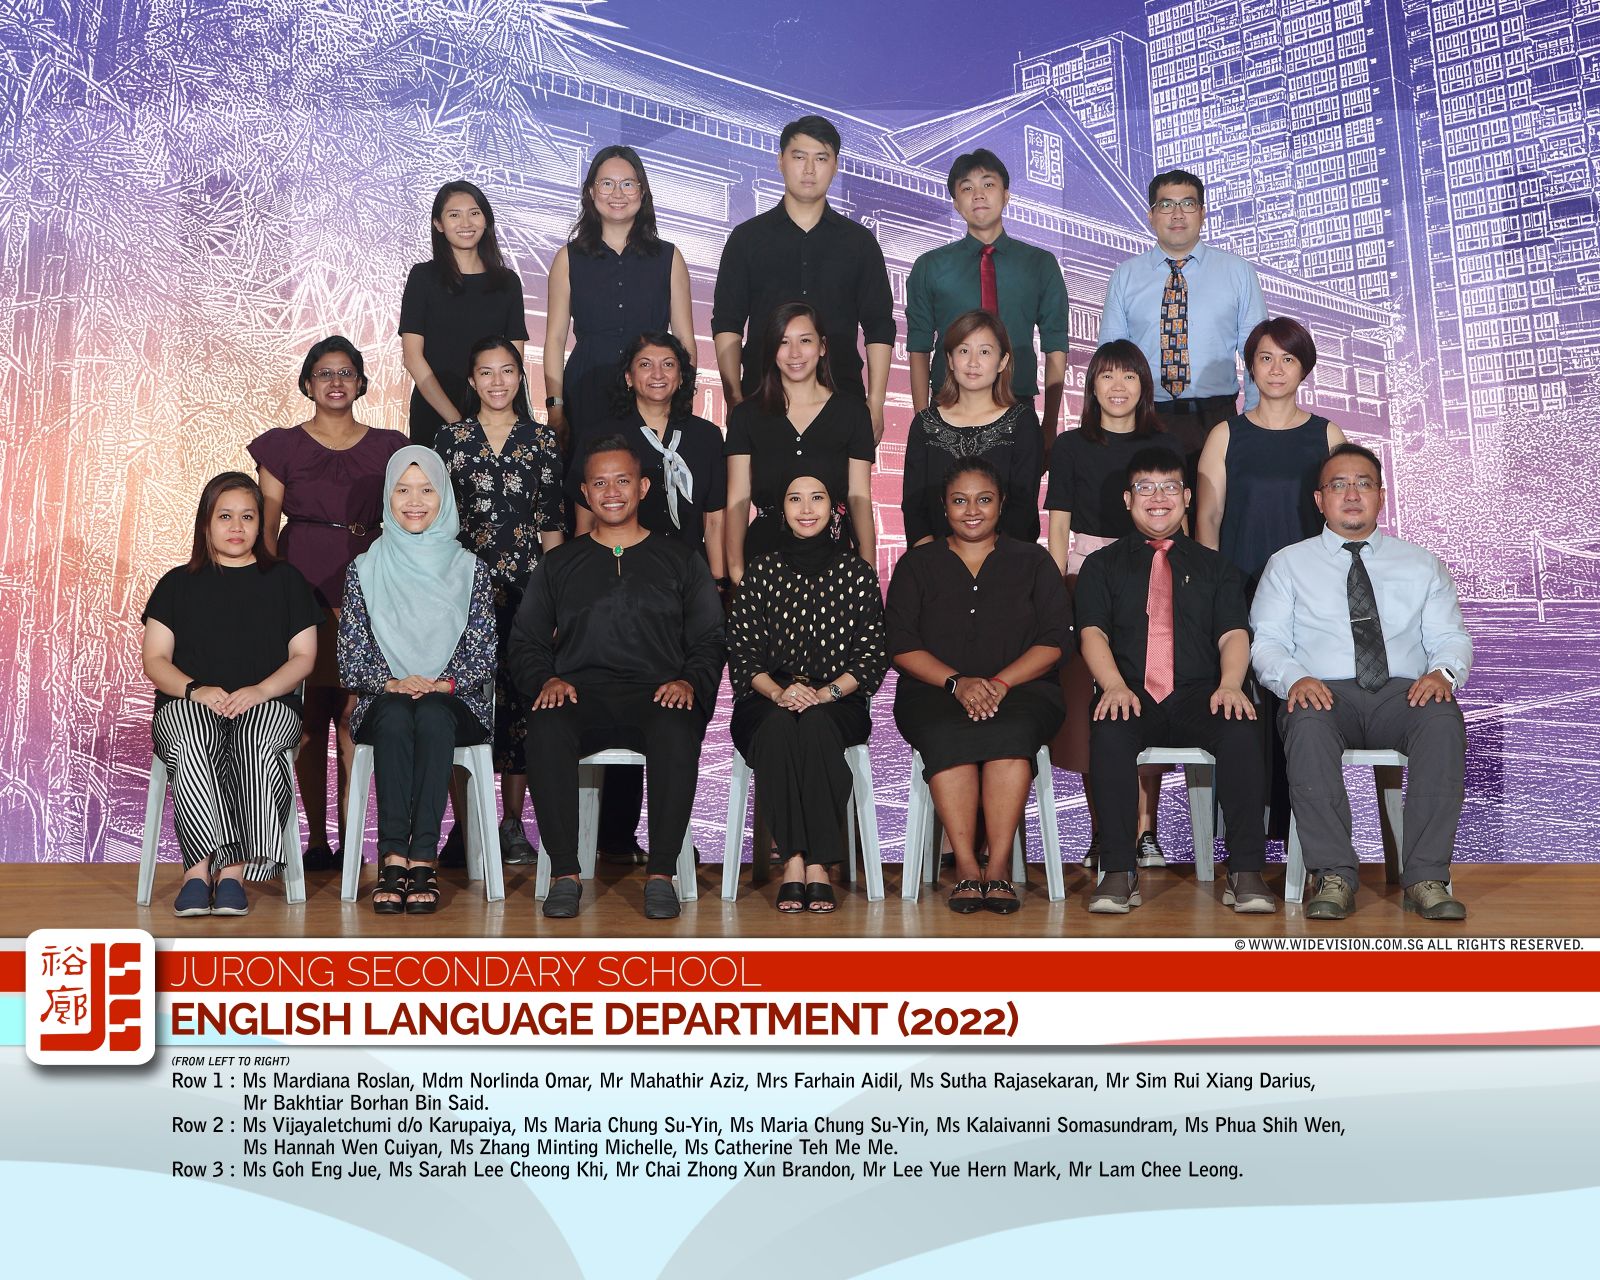 裕廊
© WWW.WIDEVISION.COM.SG ALL RIGHTS RESERVED.
裕
廊
JSS
JURONG SECONDARY SCHOOL
ENGLISH LANGUAGE DEPARTMENT (2022)
(FROM LEFT TO RIGHT)
Row 1 : Ms Mardiana Roslan, Mdm Norlinda Omar, Mr Mahathir Aziz, Mrs Farhain Aidil, Ms Sutha Rajasekaran, Mr Sim Rui Xiang Darius,
Mr Bakhtiar Borhan Bin Said.
Row 2 : Ms Vijayaletchumi d/o Karupaiya, Ms Maria Chung Su-Yin, Ms Maria Chung Su-Yin, Ms Kalaivanni Somasundram, Ms Phua Shih Wen,
Ms Hannah Wen Cuiyan, Ms Zhang Minting Michelle, Ms Catherine Teh Me Me.
Row 3 : Ms Goh Eng Jue, Ms Sarah Lee Cheong Khi, Mr Chai Zhong Xun Brandon, Mr Lee Yue Hern Mark, Mr Lam Chee Leong.